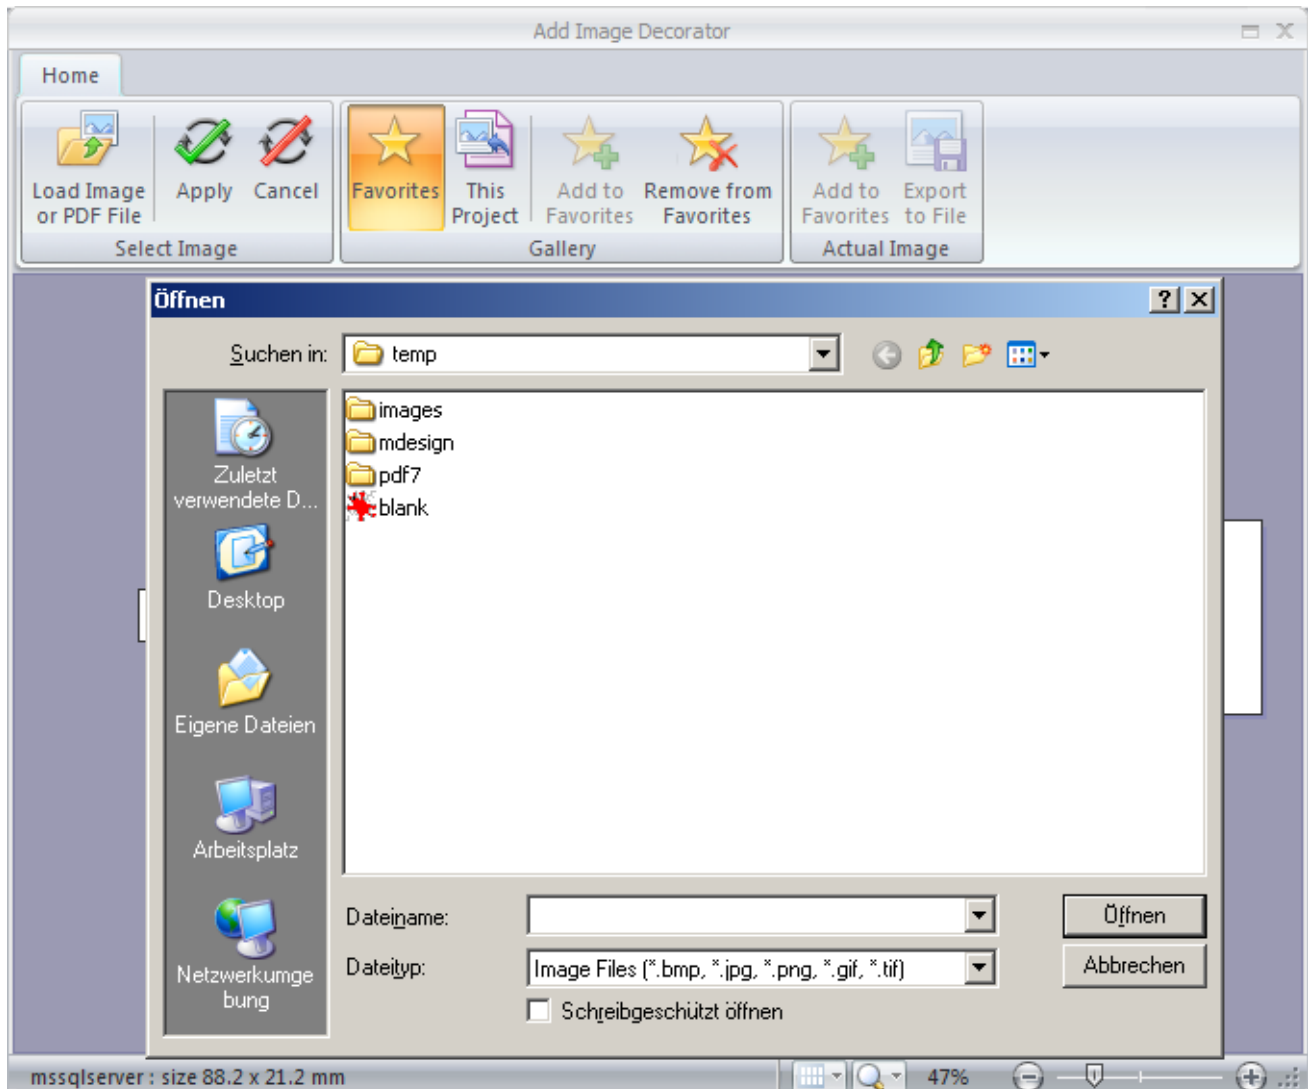 Add Image Decorator
Home
Load Image
or PDF File
Apply
Cancel
Select Image
Favorites
This
Project
Add to
Favorites
Remove from
Favorites
Gallery
Add to
Favorites
Export
to File
Actual Image
Öffnen
Suchen in:
temp
Zuletzt
verwendete D...
Desktop
Eigene Dateien
Arbeitsplatz
Netzwerkumge
bung
images
mdesign
pdf7
blank
Dateiname:
Öffnen
Dateityp:
Image Files (*.bmp, *.jpg, *.png, *.gif, *.tif)
Abbrechen
Schreibgeschützt öffnen
mssqlserver : size 88.2 x 21.2 mm
47%